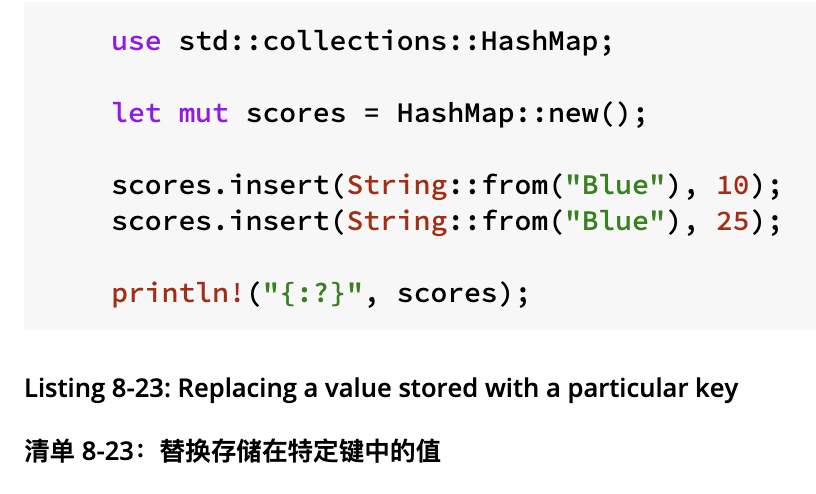 use std::collections::HashMap;
let mut scores = HashMap::new();
scores.insert(String::from("Blue"), 10);
scores.insert(String::from("Blue"), 25);
println!("{:?}", scores);
Listing 8-23: Replacing a value stored with a particular key
清单 8-23：替换存储在特定键中的值